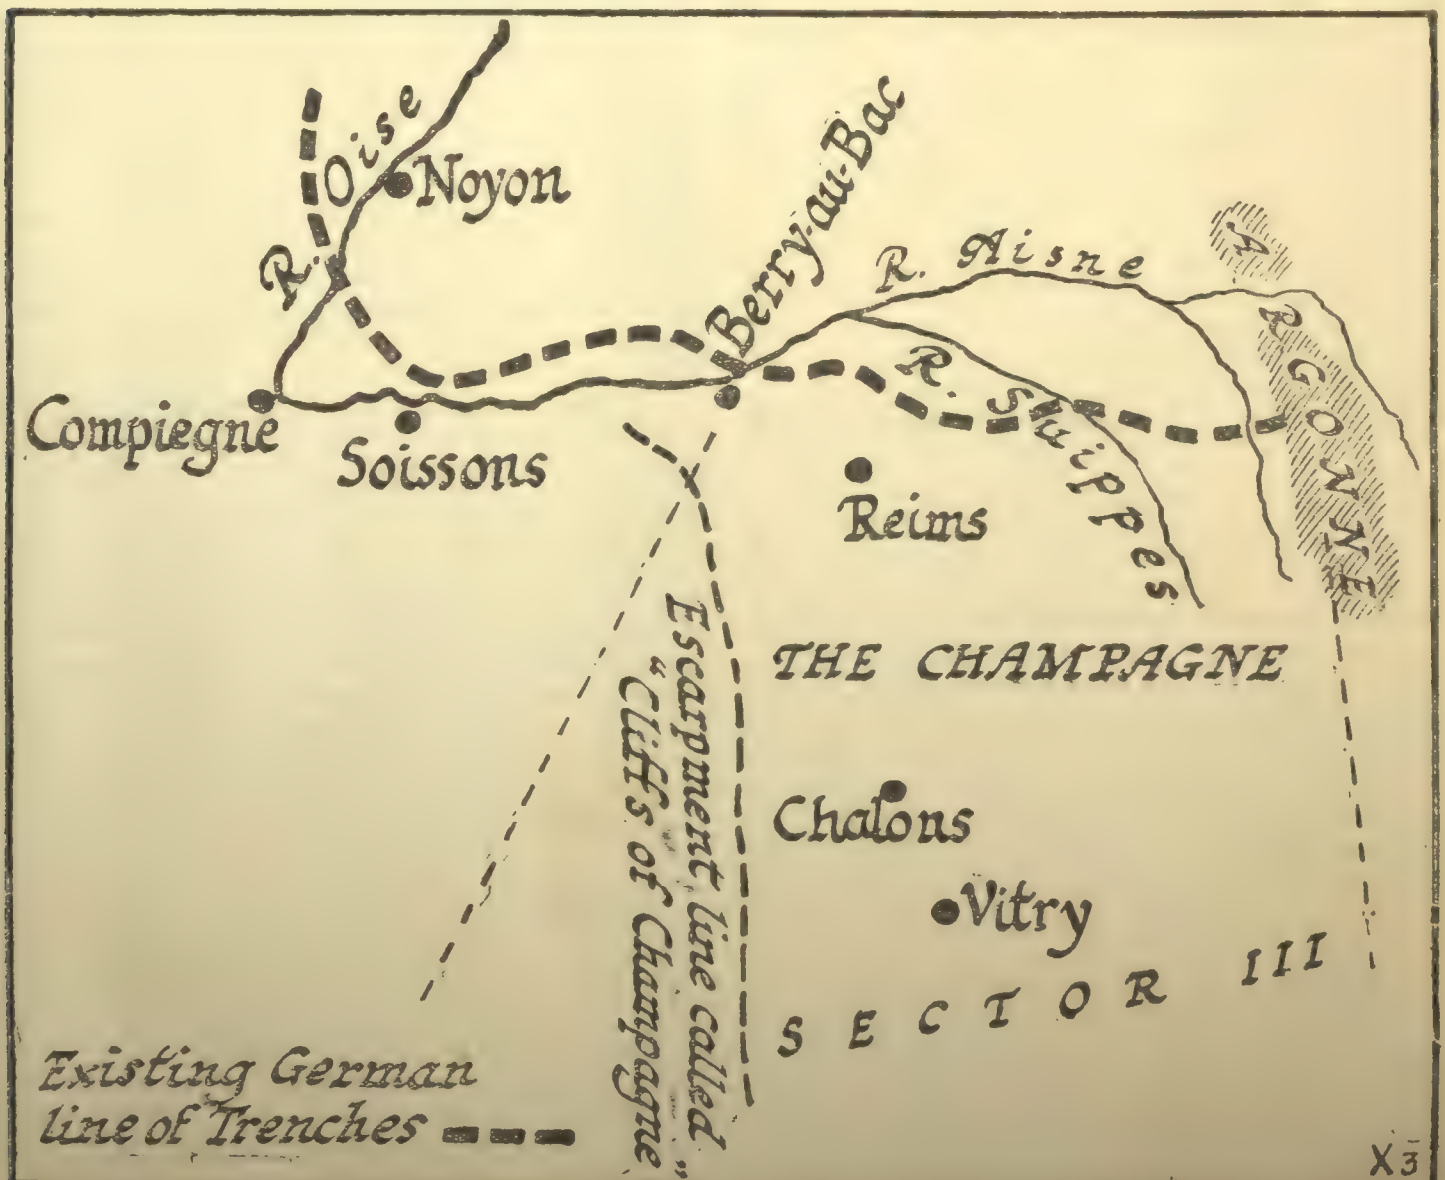 R. Oise
Noyon
Berry-au-Bac
R. Aisne
ARGONNE
Compiegne
Soissons
R. Suippes
Reims
THE CHAMPAGNE
Escarpment line called
"Cliffs of Champagne"
Chalons
Vitry
SECTOR III
Existing German
line of Trenches
X3